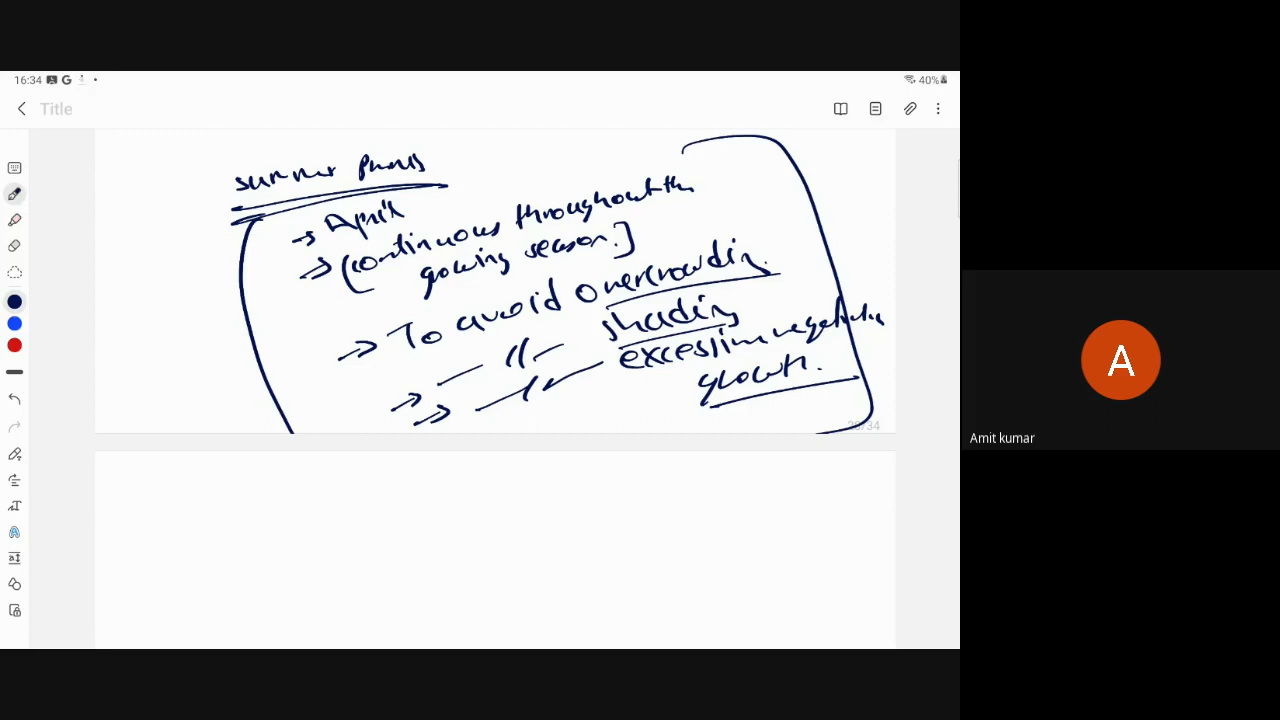 16:34
40%
Title
summer
→ April
→ (continuous throughout the
growing season.]
→ To avoid overcrowding.
→ —〃— shading
→ —〃— excessive vegetative
growth.
/34
A
Amit kumar